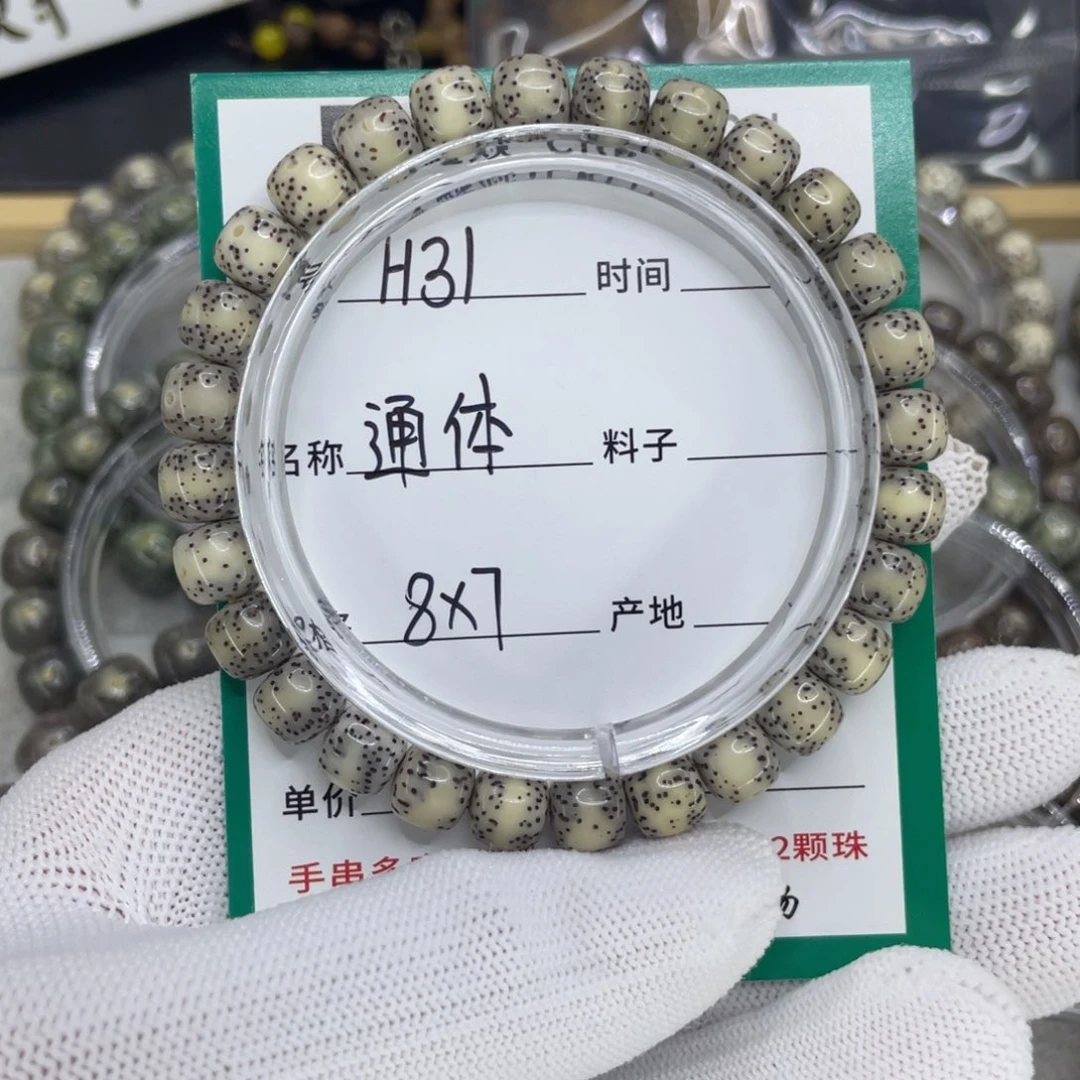 H31 时间
名称 通体 料子
8X7 产地
单价
手串多 2颗珠